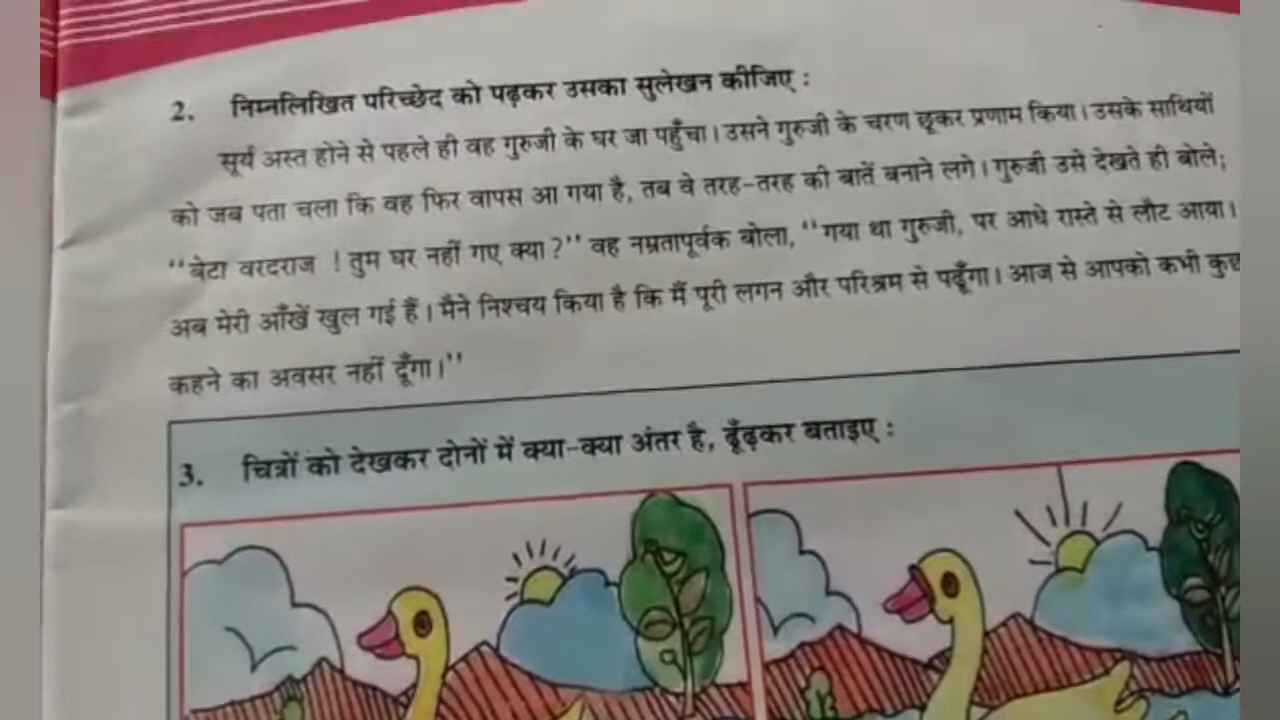 2. निम्नलिखित परिच्छेद को पढ़कर उसका सुलेखन कीजिए :
सूर्य अस्त होने से पहले ही वह गुरुजी के घर जा पहुँचा। उसने गुरुजी के चरण छूकर प्रणाम किया। उसके साथियों
को जब पता चला कि वह फिर वापस आ गया है, तब वे तरह-तरह की बातें बनाने लगे। गुरुजी उसे देखते ही बोले;
‘‘बेटा वरदराज ! तुम घर नहीं गए क्या ?’’ वह नम्रतापूर्वक बोला, ‘‘गया था गुरुजी, पर आधे रास्ते से लौट आया।
अब मेरी आँखें खुल गई हैं। मैंने निश्चय किया है कि मैं पूरी लगन और परिश्रम से पढ़ूँगा। आज से आपको कभी कुछ
कहने का अवसर नहीं दूँगा।’’
3. चित्रों को देखकर दोनों में क्या-क्या अंतर है, ढूँढ़कर बताइए :